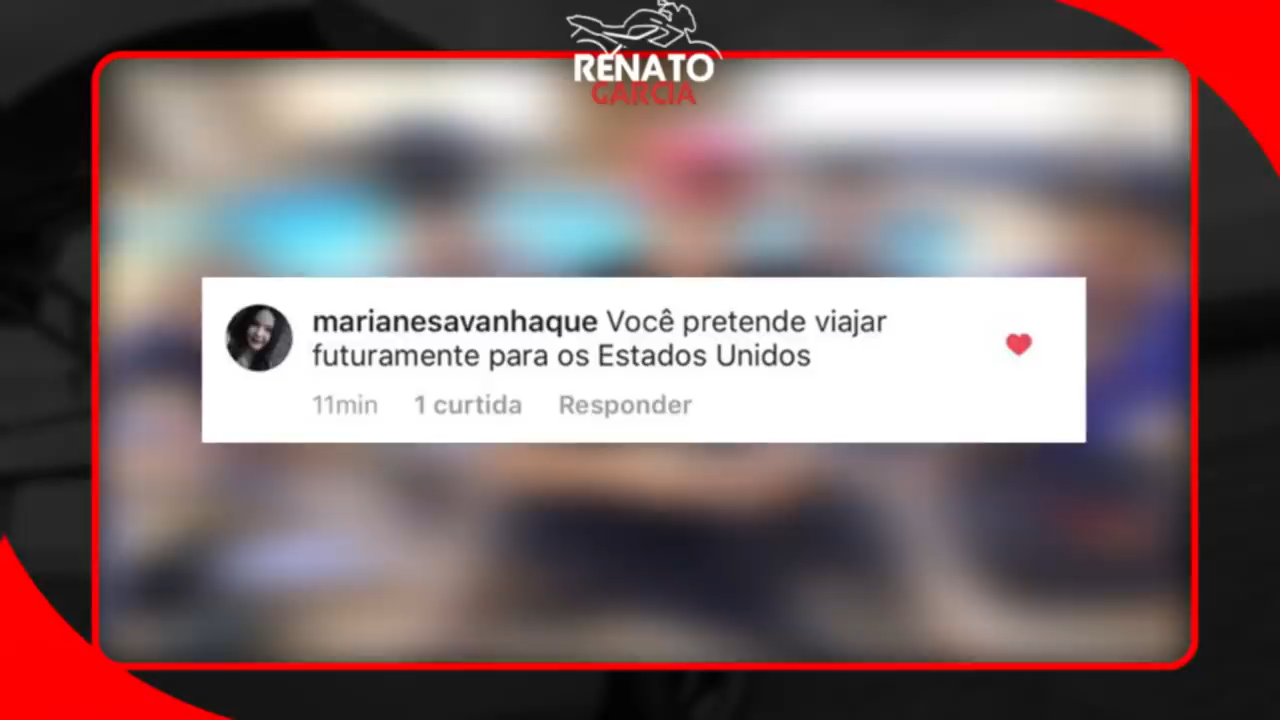 RENATO
GARCIA
marianesavanhaque Você pretende viajar
futuramente para os Estados Unidos
11min 1 curtida Responder